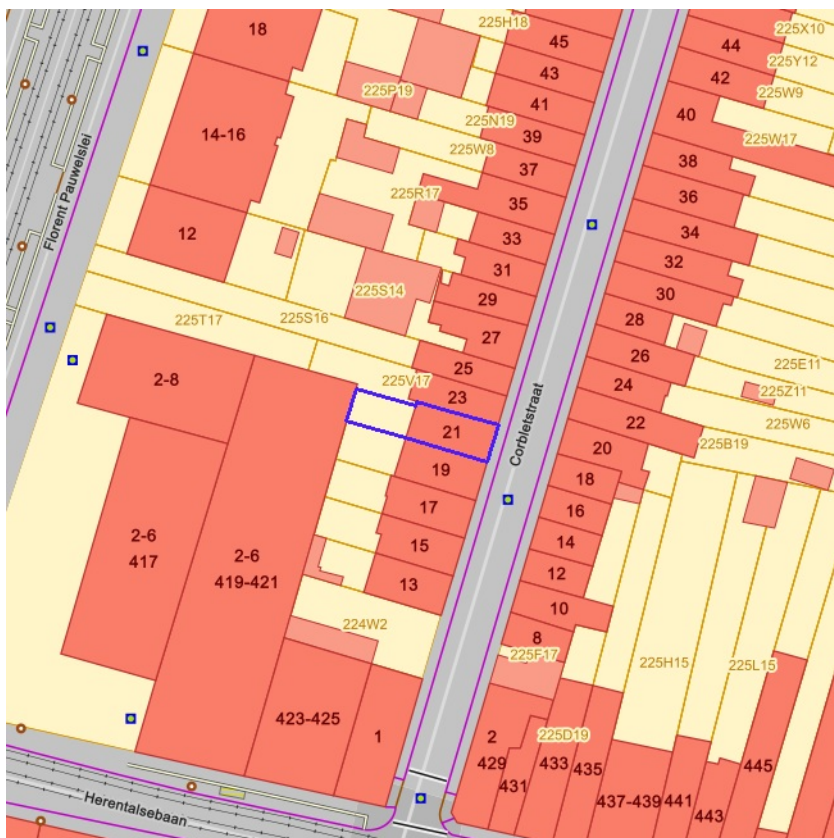 18
225H18
45
44
225X10
43
225Y12
42
225P19
41
225W9
40
14-16
225N19
39
225W17
225W8
37
38
Florent Pauwelslei
225R17
36
35
12
33
34
31
32
225S14
29
30
225T17
225S16
27
28
26
25
225E11
2-8
225V17
24
23
225Z11
Corbletstraat
21
22
225W6
225B19
20
19
18
17
16
2-6
417
15
14
2-6
419-421
13
12
10
224W2
8
225F17
225H15
225L15
423-425
1
2
429
225D19
431
433
435
445
437-439
441
443
Herentalsebaan